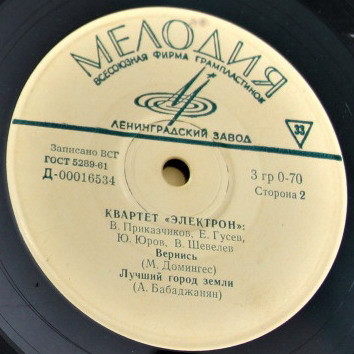 МЕЛОДИЯ
ВСЕСОЮЗНАЯ ФИРМА ГРАМПЛАСТИНОК
ЛЕНИНГРАДСКИЙ ЗАВОД
33
Записано ВСГ
ГОСТ 5289-61
Д-00016534
3 гр 0-70
Сторона 2
КВАРТЕТ «ЭЛЕКТРОН»:
В. Приказчиков, Е. Гусев,
Ю. Юров, В. Шевелев
Вернись
(М. Домингес)
Лучший город земли
(А. Бабаджанян)